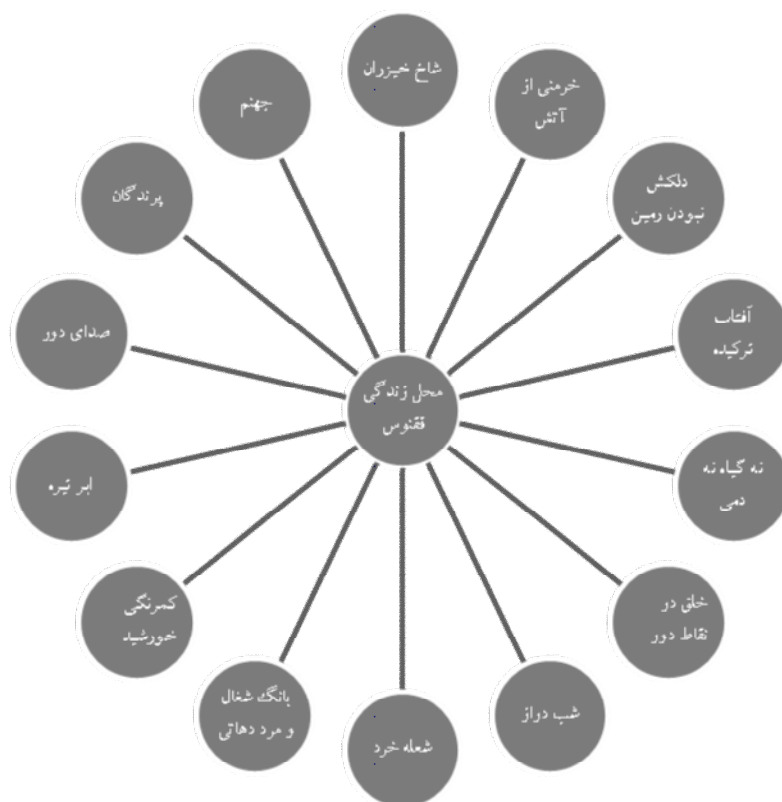 شاخ خیزران
خرمنی از
آتش
دلکش
نبودن رمین
آفتاب
ترکیده
نه گیاه نه
دمی
خلق در
نقاط دور
شب دراز
شعله خرد
بانگ شغال
و مرد دهاتی
کمرنگی
خورشید
ابر تیره
صدای دور
پرندگان
جهنم
محل زندگی
ققنوس